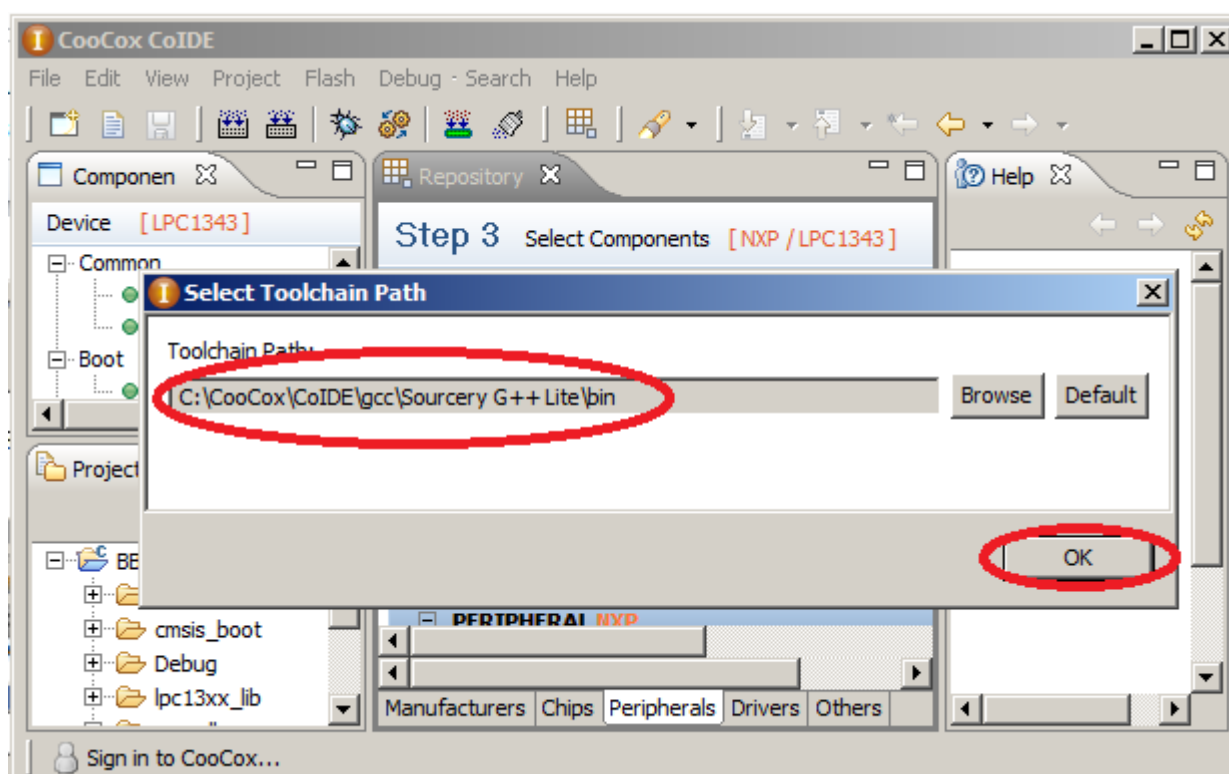 CooCox CoIDE
File Edit View Project Flash Debug Search Help
Componen
Repository
Help
Device [LPC1343]
Step 3 Select Components [NXP / LPC1343]
Common
Select Toolchain Path
Toolchain Path:
Boot
C:\CooCox\CoIDE\gcc\Sourcery G++ Lite\bin
Browse Default
Project
OK
cmsis_boot
PERIPHERAL NXP
Debug
lpc13xx_lib
Manufacturers Chips Peripherals Drivers Others
Sign in to CooCox...